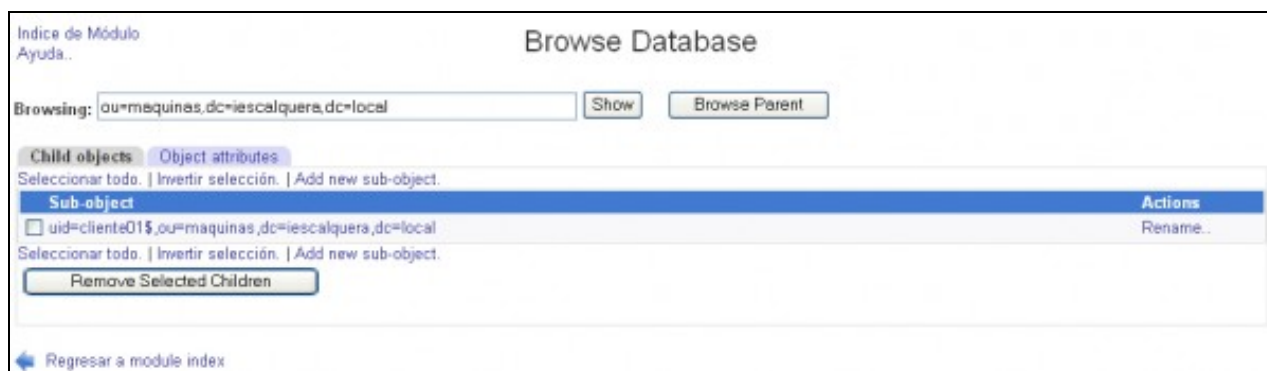 Indice de Módulo
Ayuda..
Browse Database
Browsing: ou=maquinas,dc=iescalquera,dc=local Show Browse Parent
Child objects Object attributes
Seleccionar todo. | Invertir selección. | Add new sub-object.
Sub-object Actions
uid=cliente01$,ou=maquinas,dc=iescalquera,dc=local Rename..
Seleccionar todo. | Invertir selección. | Add new sub-object.
Remove Selected Children
Regresar a module index